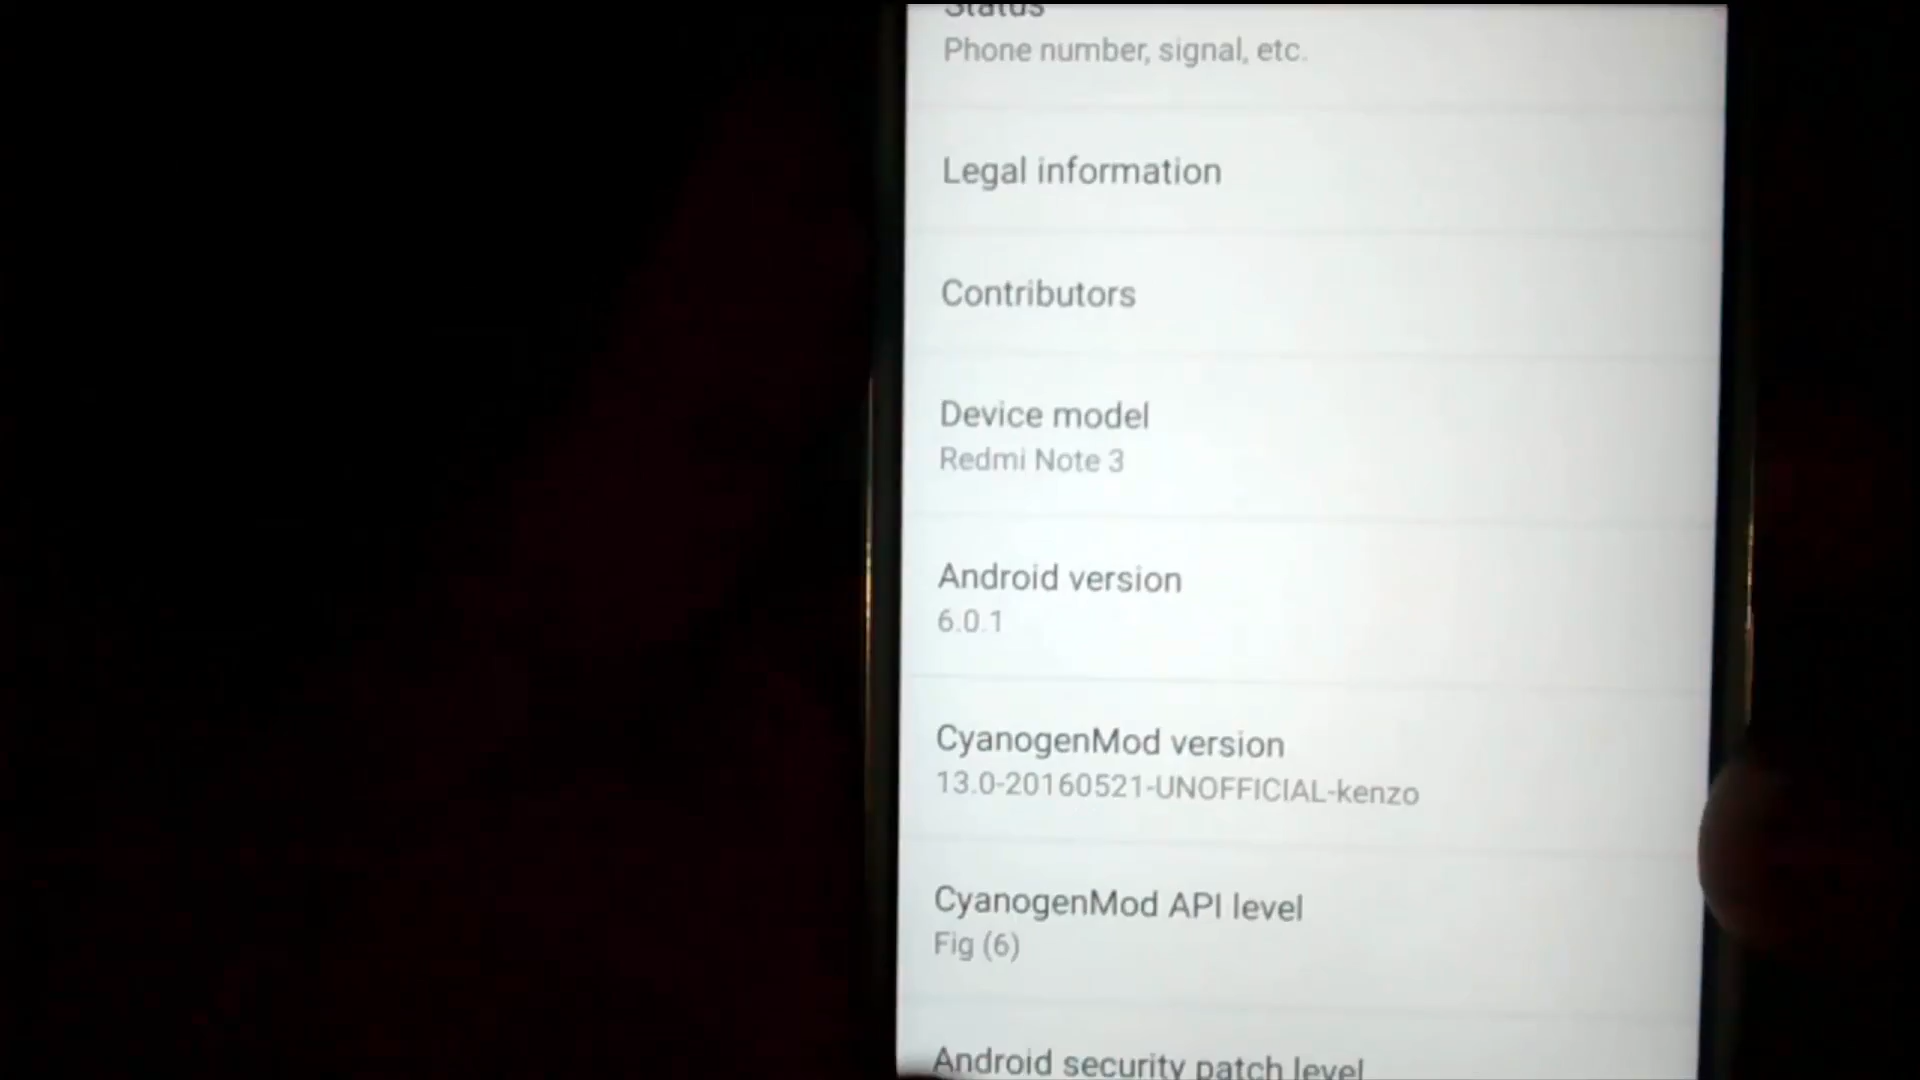 Status
Phone number, signal, etc.
Legal information
Contributors
Device model
Redmi Note 3
Android version
6.0.1
CyanogenMod version
13.0-20160521-UNOFFICIAL-kenzo
CyanogenMod API level
Fig (6)
Android security patch level